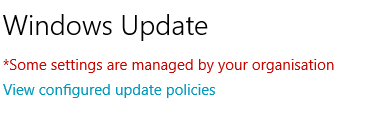 Windows Update
*Some settings are managed by your organisation
View configured update policies